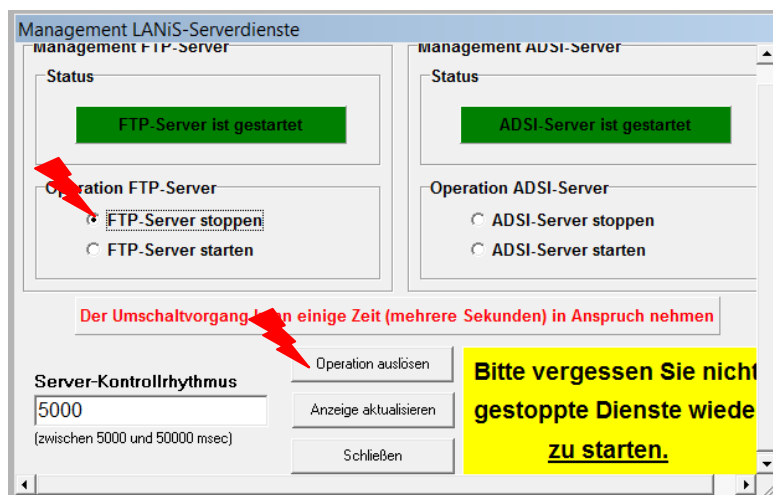 Management LANiS-Serverdienste
Management FTP-Server
Status
FTP-Server ist gestartet
Operation FTP-Server
FTP-Server stoppen
FTP-Server starten
Management ADSI-Server
Status
ADSI-Server ist gestartet
Operation ADSI-Server
ADSI-Server stoppen
ADSI-Server starten
Der Umschaltvorgang kann einige Zeit (mehrere Sekunden) in Anspruch nehmen
Server-Kontrollrhythmus
5000
(zwischen 5000 und 50000 msec)
Operation auslösen
Anzeige aktualisieren
Schließen
Bitte vergessen Sie nicht
gestoppte Dienste wiede
zu starten.